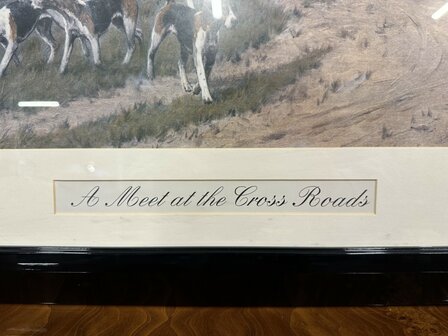 A Meet at the Cross Roads